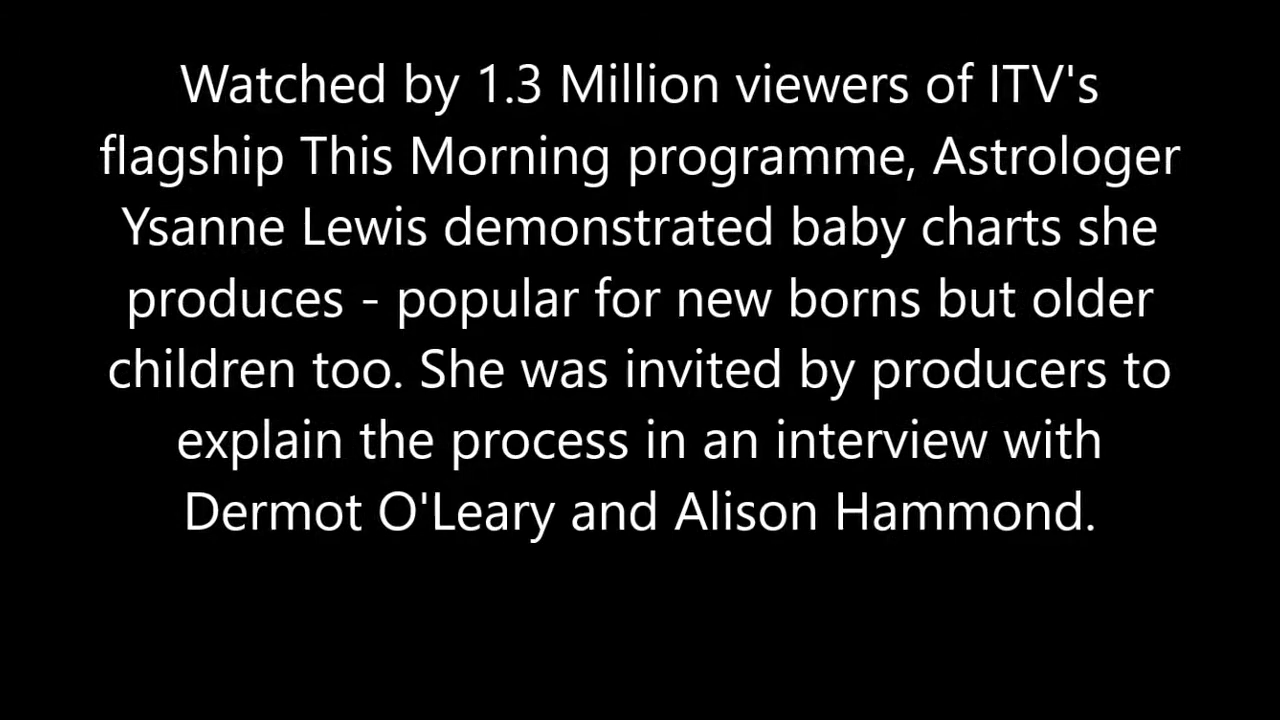 Watched by 1.3 Million viewers of ITV's
flagship This Morning programme, Astrologer
Ysanne Lewis demonstrated baby charts she
produces - popular for new borns but older
children too. She was invited by producers to
explain the process in an interview with
Dermot O'Leary and Alison Hammond.